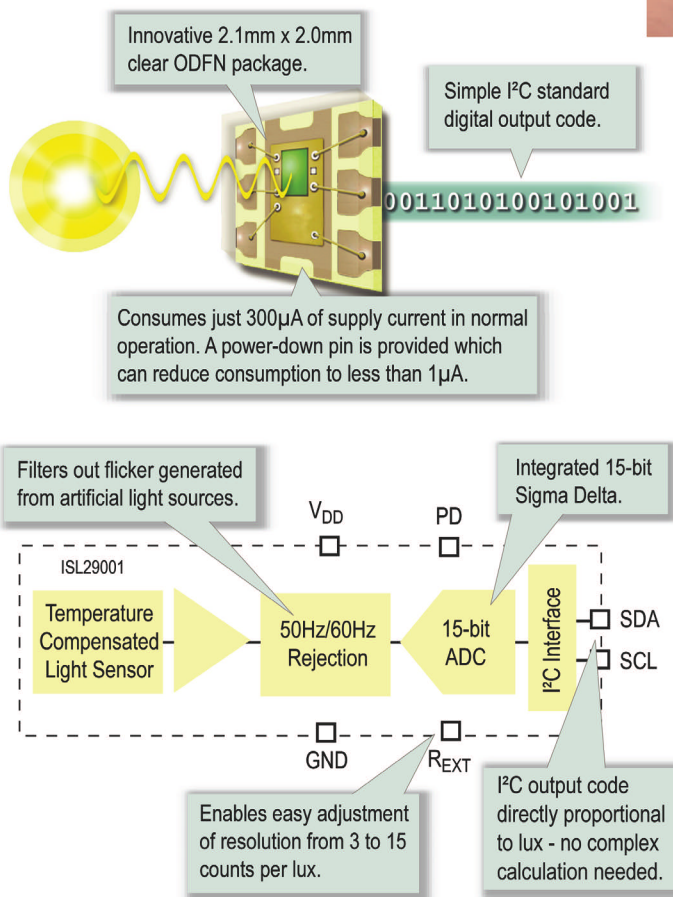 Innovative 2.1mm x 2.0mm
clear ODFN package.
Simple I²C standard
digital output code.
0011010100101001
Consumes just 300µA of supply current in normal
operation. A power-down pin is provided which
can reduce consumption to less than 1µA.
Filters out flicker generated
from artificial light sources.
Integrated 15-bit
Sigma Delta.
V_DD
PD
ISL29001
Temperature
Compensated
Light Sensor
50Hz/60Hz
Rejection
15-bit
ADC
I²C Interface
SDA
SCL
GND
R_EXT
Enables easy adjustment
of resolution from 3 to 15
counts per lux.
I²C output code
directly proportional
to lux - no complex
calculation needed.